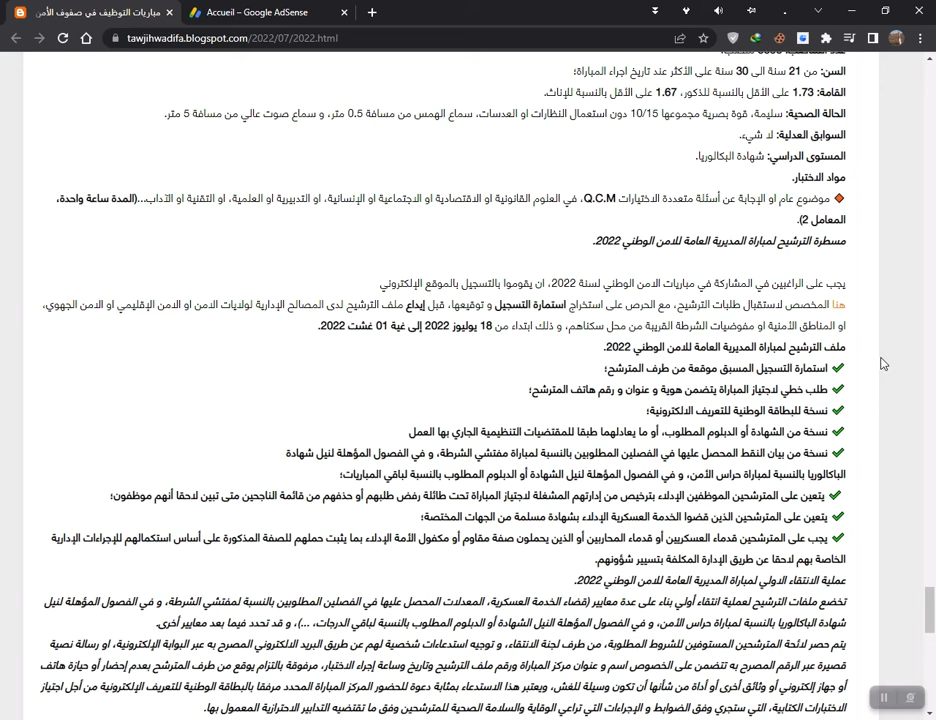 مباريات التوظيف في صفوف الأمن
Accueil – Google AdSense
tawjihwadifa.blogspot.com/2022/07/2022.html
السن: من 21 سنة الى 30 سنة على الأكثر عند تاريخ اجراء المباراة؛
القامة: 1.73 على الأقل بالنسبة للذكور، 1.67 على الأقل بالنسبة للإناث.
الحالة الصحية: سليمة، قوة بصرية مجموعها 10/15 دون استعمال النظارات او العدسات، سماع الهمس من مسافة 0.5 متر، و سماع صوت عالي من مسافة 5 متر.
السوابق العدلية: لا شيء.
المستوى الدراسي: شهادة البكالوريا.
مواد الاختبار.
موضوع عام او الإجابة عن أسئلة متعددة الاختيارات Q.C.M، في العلوم القانونية او الاقتصادية او الاجتماعية او الإنسانية، او التدبيرية و العلمية، او التقنية او الآداب...(المدة ساعة واحدة،
المعامل 2).
مسطرة الترشيح لمباراة المديرية العامة للامن الوطني 2022.
يجب على الراغبين في المشاركة في مباريات الامن الوطني لسنة 2022، ان يقوموا بالتسجيل بالموقع الإلكتروني
هنا المخصص لاستقبال طلبات الترشيح، مع الحرص على استخراج استمارة التسجيل و توقيعها، قبل إيداع ملف الترشيح لدى المصالح الإدارية لولايات الامن او الامن الإقليمي او الامن الجهوي،
او المناطق الأمنية او مفوضيات الشرطة القريبة من محل سكناهم، و ذلك ابتداء من 18 يوليوز 2022 إلى غبة 01 غشت 2022.
ملف الترشيح لمباراة المديرية العامة للامن الوطني 2022.
استمارة التسجيل المسبق موقعة من طرف المترشح؛
طلب خطي لاجتياز المباراة يتضمن هوية و عنوان و رقم هاتف المترشح؛
نسخة للبطاقة الوطنية للتعريف الالكترونية؛
نسخة من الشهادة أو الدبلوم المطلوب، أو ما يعادلهما طبقا للمقتضيات التنظيمية الجاري بها العمل
نسخة من بيان النقط المحصل عليها في الفصلين المطلوبين بالنسبة لمباراة مفتشي الشرطة، و في الفصول المؤهلة لنيل شهادة
الباكالوريا بالنسبة لمباراة حراس الأمن، و في الفصول المؤهلة لنيل الشهادة أو الدبلوم المطلوب بالنسبة لباقي المباريات؛
يتعين على المترشحين الموظفين الإدلاء بترخيص من إدارتهم المشغلة لاجتياز المباراة تحت طائلة رفض طلبهم أو حذفهم من قائمة الناجحين متى تبين لاحقا أنهم موظفون؛
يتعين على المترشحين الذين قضوا الخدمة العسكرية الإدلاء بشهادة مسلمة من الجهات المختصة؛
يجب على المترشحين قدماء العسكريين أو قدماء المحاربين أو الذين يحملون صفة مقاوم أو مكفول الأمة الإدلاء بما يثبت حملهم للصفة المذكورة على أساس استكمالهم للإجراءات الإدارية
الخاصة بهم لاحقا عن طريق الإدارة المكلفة بتسيير شؤونهم.
عملية الانتقاء الاولي لمباراة المديرية العامة للامن الوطني 2022.
تخضع ملفات الترشيح لعملية انتقاء أولي بناء على عدة معايير (قضاء الخدمة العسكرية، المعدلات المحصل عليها في الفصلين المطلوبين بالنسبة لمفتشي الشرطة، و في الفصول المؤهلة لنيل
شهادة الباكالوريا بالنسبة لمباراة حراس الأمن، و في الفصول المؤهلة النيل الشهادة أو الدبلوم المطلوب بالنسبة لباقي الدرجات، ...)، و قد تحدد فيما بعد معايير أخرى.
يتم حصر لائحة المترشحين المستوفين للشروط المطلوبة، من طرف لجنة الانتقاء، و توجيه استدعاءات شخصية لهم عن طريق البريد الالكتروني المصرح به عبر البوابة الإلكترونية، او رسالة نصية
قصيرة عبر الرقم المصرح به تتضمن على الخصوص اسم و عنوان مركز المباراة ورقم ملف الترشيح وتاريخ وساعة إجراء الاختبار، مرفوقة بالتزام يوقع من طرف المترشح بعدم إحضار أو حيازة هاتف
أو جهاز إلكتروني أو وثائق أخرى أو أداة من شأنها أن تكون وسيلة للغش، ويعتبر هذا الاستدعاء بمثابة دعوة للحضور المركز المباراة المحدد مرفقا بالبطاقة الوطنية للتعريف الإلكترونية من أجل اجتياز
الاختبارات الكتابية، التي ستجري وفق الضوابط و الإجراءات التي تراعي الوقاية والسلامة الصحية للمترشحين وفق ما تقتضيه التدابير الاحترازية المعمول بها.